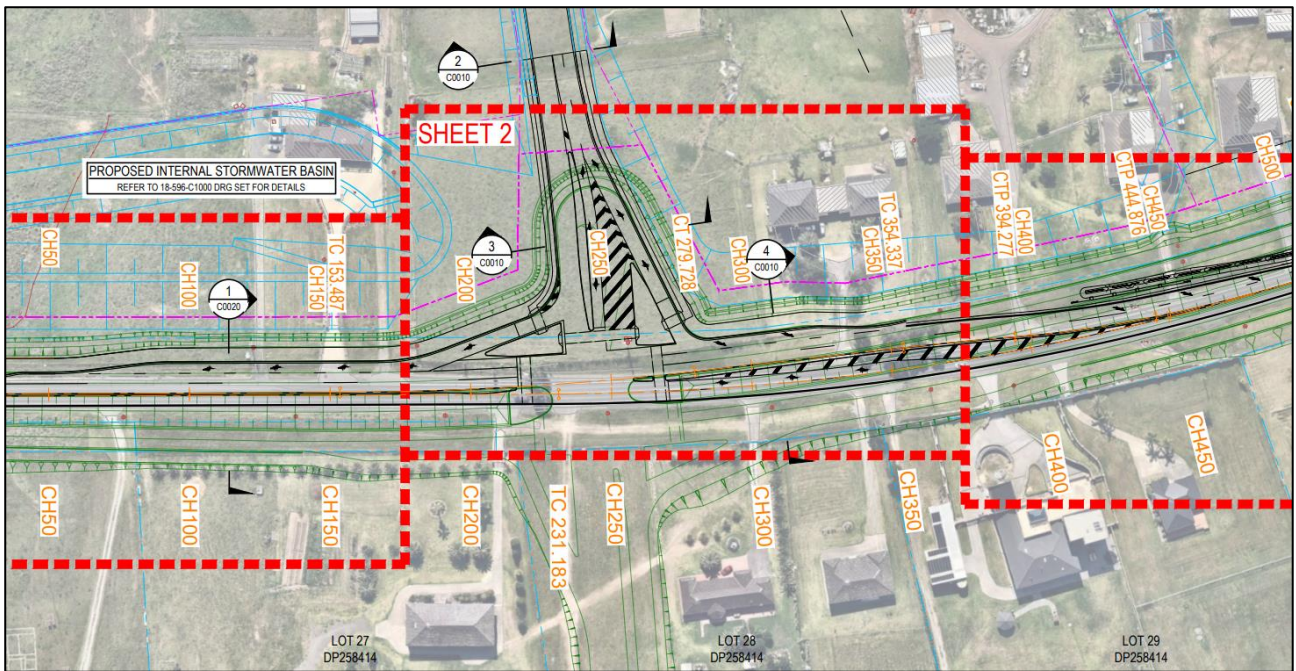 2
C0010
SHEET 2
PROPOSED INTERNAL STORMWATER BASIN
REFER TO 18-596-C1000 DRG SET FOR DETAILS
CH50
CH100
TC 153.487
CH150
1
C0020
CH200
3
C0010
CH250
CT 279.728
CH300
4
C0010
TC 354.337
CH350
CTP 394.277
CH400
CTP 444.876
CH450
CH500
CH50
CH100
CH150
CH200
TC 231.183
CH250
CH300
CH350
CH400
CH450
LOT 27
DP258414
LOT 28
DP258414
LOT 29
DP258414